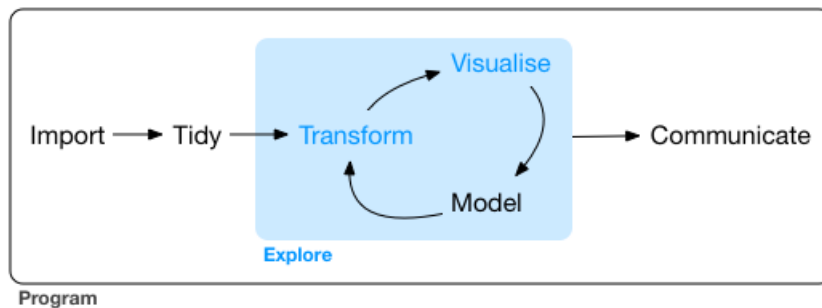 Visualise
Import
Tidy
Transform
Communicate
Model
Explore
Program